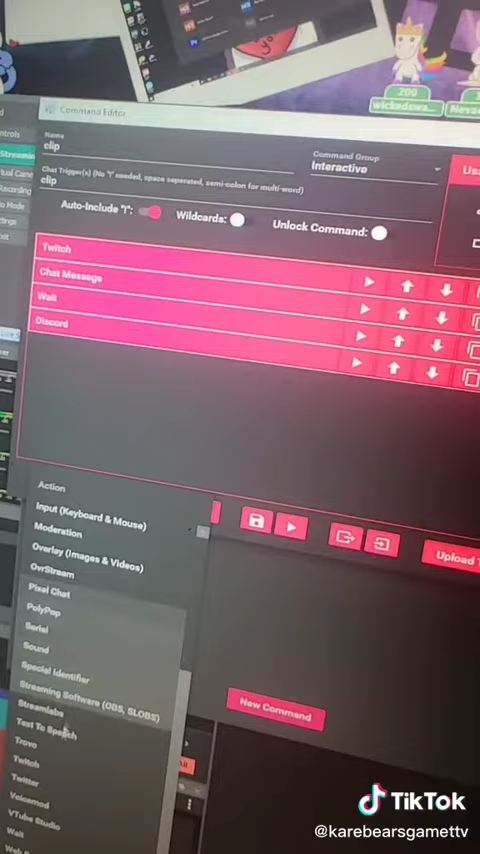 200
wickedswa...
Command Editor
Name
clip
Command Group
Interactive
Chat Trigger(s) (No "!" needed, space seperated, semi-colon for multi-word)
clip
Auto-Include "!":
Wildcards:
Unlock Command:
Twitch
Chat Message
Wait
Discord
Action
Input (Keyboard & Mouse)
Moderation
Overlay (Images & Videos)
OvrStream
Pixel Chat
PolyPop
Serial
Sound
Special Identifier
Streaming Software (OBS, SLOBS)
Streamlabs
Text To Speech
Trovo
Twitch
Twitter
Voicemod
VTube Studio
Wait
Upload T
New Command
TikTok
@karebearsgamettv